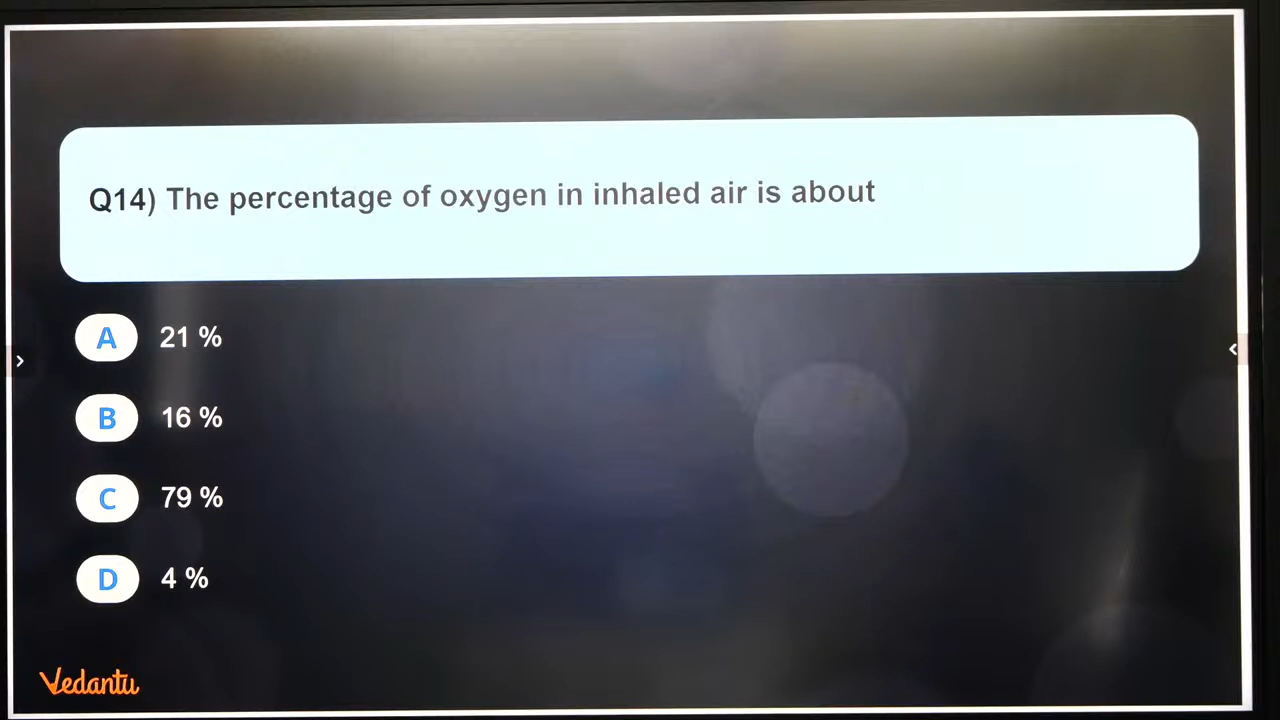 Q14) The percentage of oxygen in inhaled air is about
A 21 %
B 16 %
C 79 %
D 4 %
Vedantu